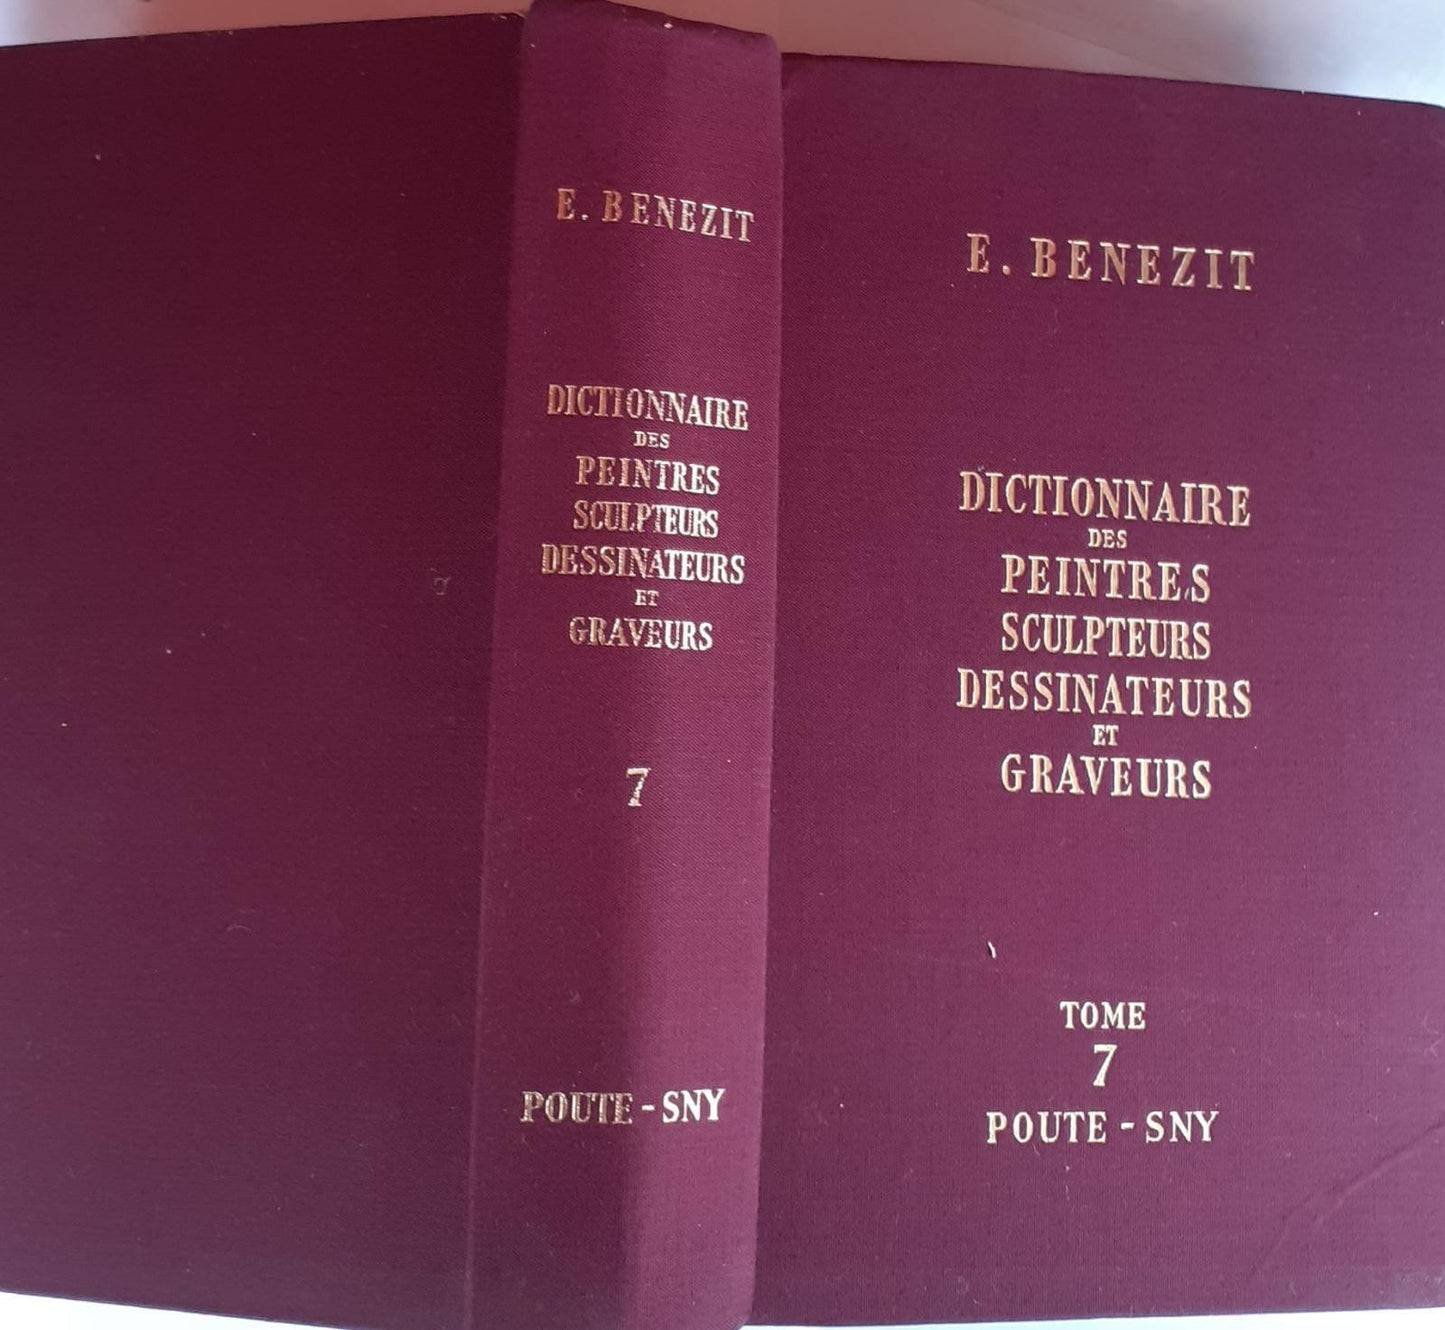 E. BENEZIT
DICTIONNAIRE
DES
PEINTRES
SCULPTEURS
DESSINATEURS
ET
GRAVEURS
7
POUTE - SNY
E. BENEZIT
DICTIONNAIRE
DES
PEINTRES
SCULPTEURS
DESSINATEURS
ET
GRAVEURS
TOME
7
POUTE - SNY